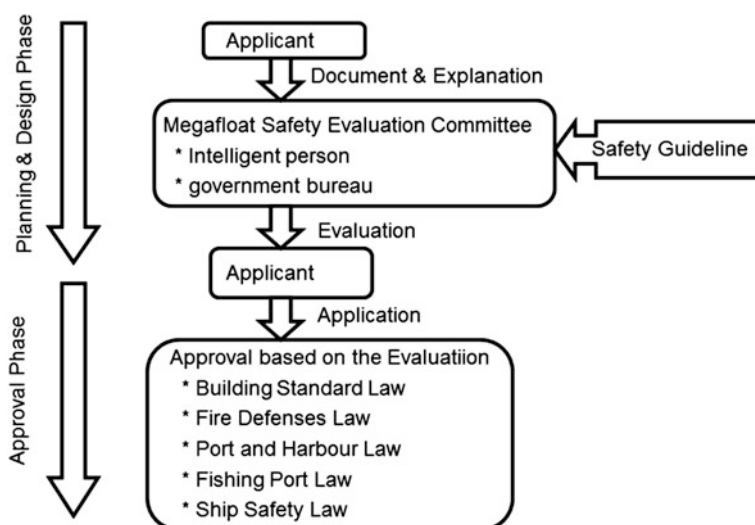 Planning & Design Phase
Applicant
Document & Explanation
Megafloat Safety Evaluation Committee
* Intelligent person
* government bureau
Safety Guideline
Evaluation
Applicant
Application
Approval Phase
Approval based on the Evaluatiion
* Building Standard Law
* Fire Defenses Law
* Port and Harbour Law
* Fishing Port Law
* Ship Safety Law